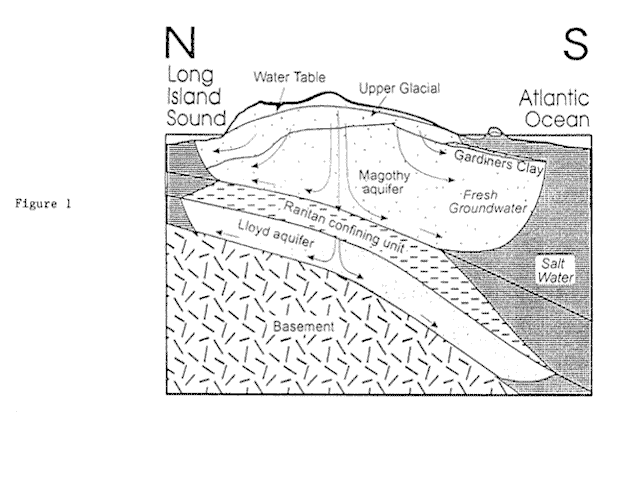 N
S
Long
Island
Sound
Water Table
Upper Glacial
Atlantic
Ocean
Gardiners Clay
Magothy
aquifer
Fresh
Groundwater
Figure 1
Raritan confining unit
Lloyd aquifer
Salt
Water
Basement